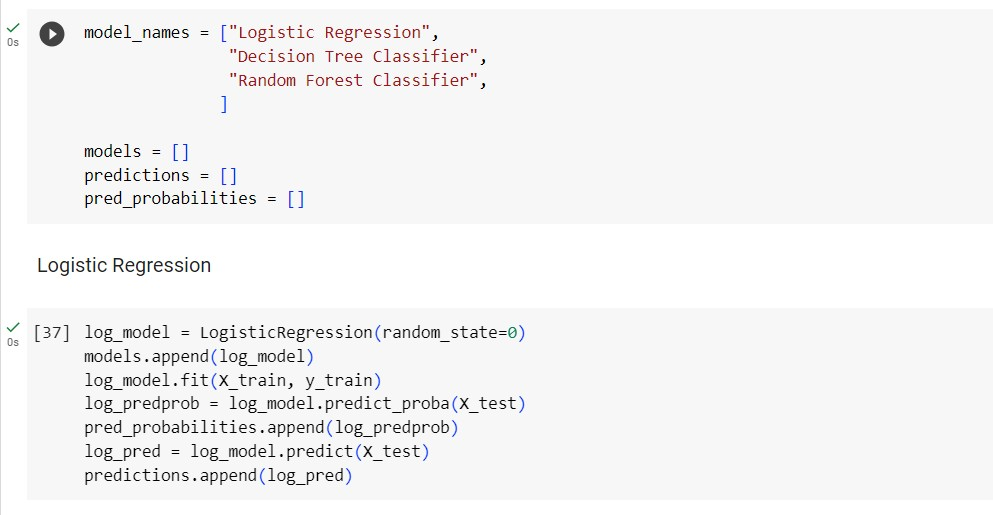 0s
model_names = ["Logistic Regression",
"Decision Tree Classifier",
"Random Forest Classifier",
]
models = []
predictions = []
pred_probabilities = []
Logistic Regression
0s
[37] log_model = LogisticRegression(random_state=0)
models.append(log_model)
log_model.fit(X_train, y_train)
log_predprob = log_model.predict_proba(X_test)
pred_probabilities.append(log_predprob)
log_pred = log_model.predict(X_test)
predictions.append(log_pred)